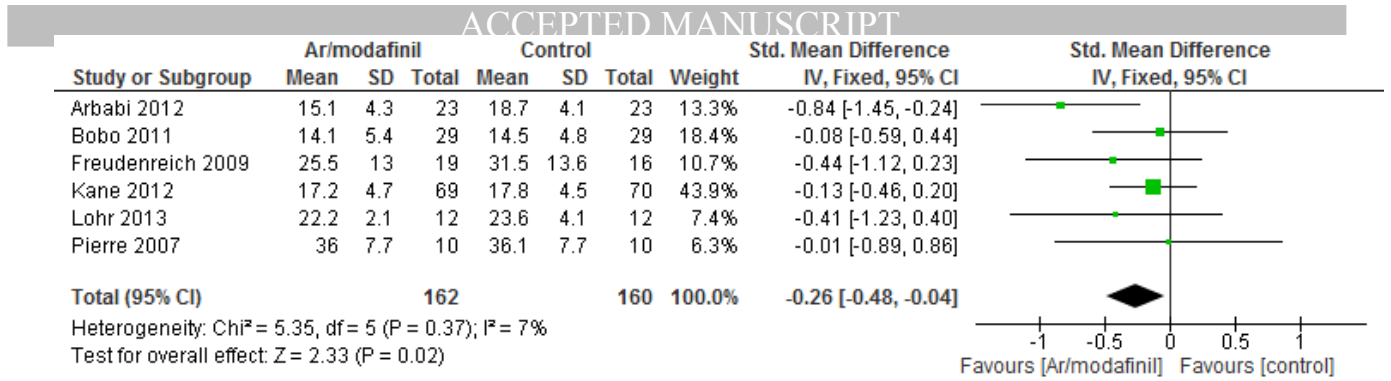 ACCEPTED MANUSCRIPT
Ar/modafinil Control Std. Mean Difference Std. Mean Difference
Study or Subgroup Mean SD Total Mean SD Total Weight IV, Fixed, 95% CI IV, Fixed, 95% CI
Arbabi 2012 15.1 4.3 23 18.7 4.1 23 13.3% -0.84 [-1.45, -0.24]
Bobo 2011 14.1 5.4 29 14.5 4.8 29 18.4% -0.08 [-0.59, 0.44]
Freudenreich 2009 25.5 13 19 31.5 13.6 16 10.7% -0.44 [-1.12, 0.23]
Kane 2012 17.2 4.7 69 17.8 4.5 70 43.9% -0.13 [-0.46, 0.20]
Lohr 2013 22.2 2.1 12 23.6 4.1 12 7.4% -0.41 [-1.23, 0.40]
Pierre 2007 36 7.7 10 36.1 7.7 10 6.3% -0.01 [-0.89, 0.86]
Total (95% CI) 162 160 100.0% -0.26 [-0.48, -0.04]
Heterogeneity: Chi² = 5.35, df = 5 (P = 0.37); I² = 7%
Test for overall effect: Z = 2.33 (P = 0.02)
-1 -0.5 0 0.5 1
Favours [Ar/modafinil] Favours [control]